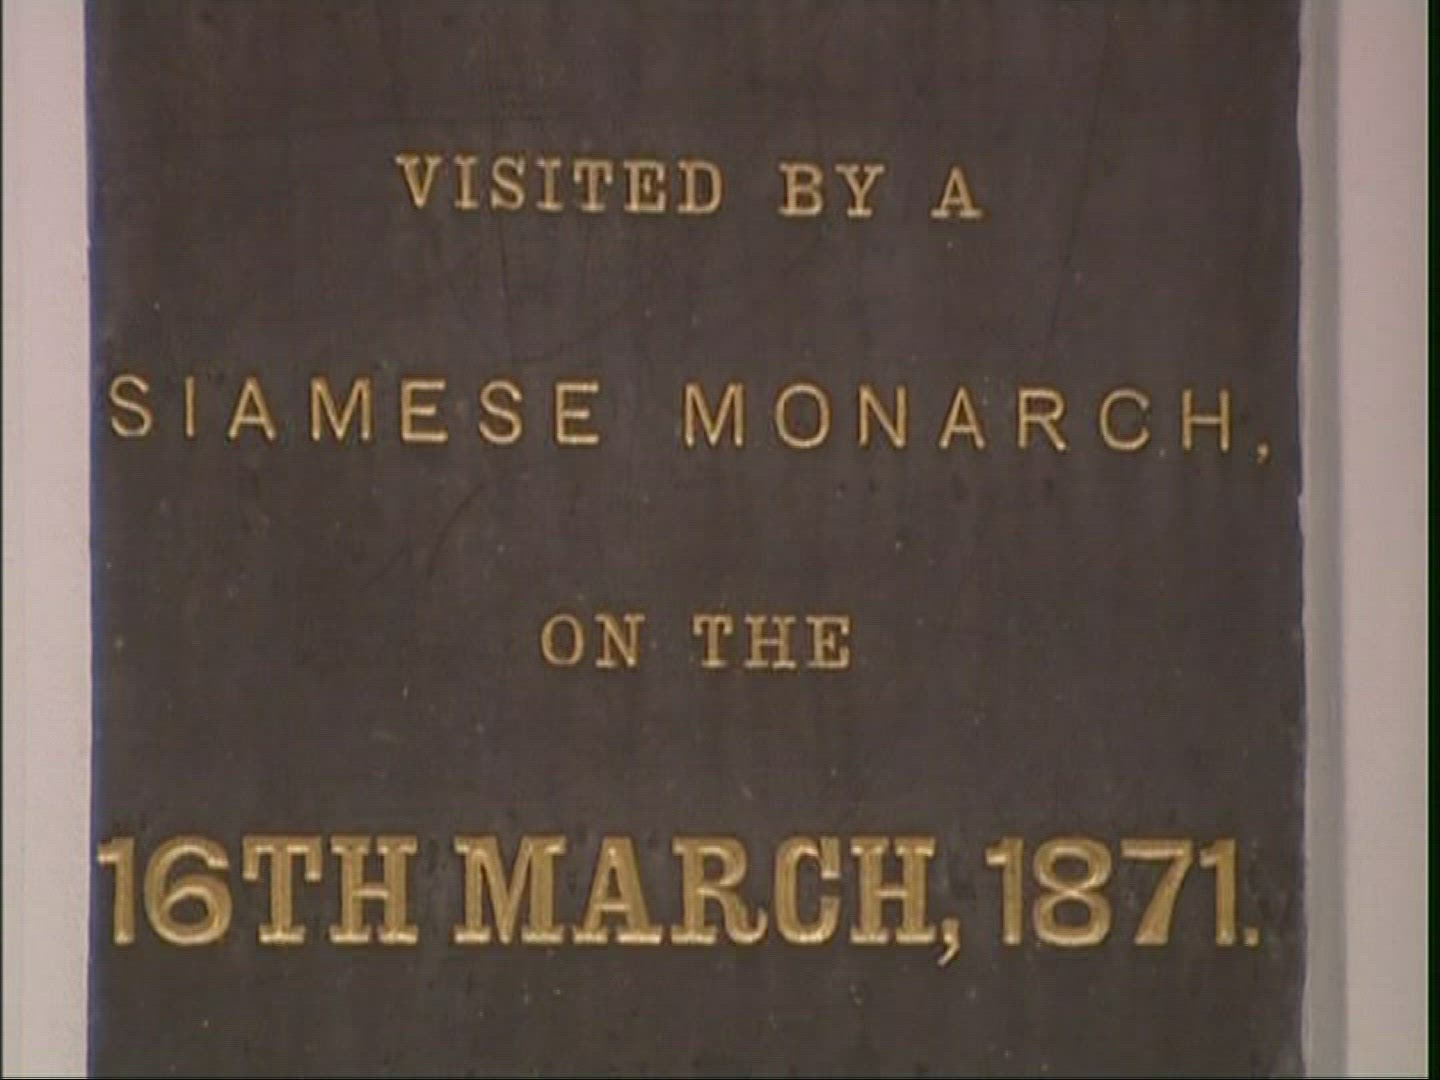 VISITED BY A
SIAMESE MONARCH,
ON THE
16TH MARCH, 1871.